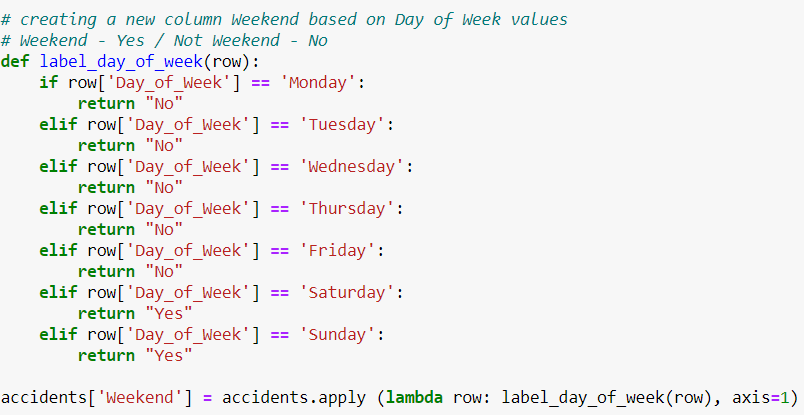 # creating a new column Weekend based on Day of Week values
# Weekend - Yes / Not Weekend - No
def label_day_of_week(row):
    if row['Day_of_Week'] == 'Monday':
        return "No"
    elif row['Day_of_Week'] == 'Tuesday':
        return "No"
    elif row['Day_of_Week'] == 'Wednesday':
        return "No"
    elif row['Day_of_Week'] == 'Thursday':
        return "No"
    elif row['Day_of_Week'] == 'Friday':
        return "No"
    elif row['Day_of_Week'] == 'Saturday':
        return "Yes"
    elif row['Day_of_Week'] == 'Sunday':
        return "Yes"

accidents['Weekend'] = accidents.apply (lambda row: label_day_of_week(row), axis=1)